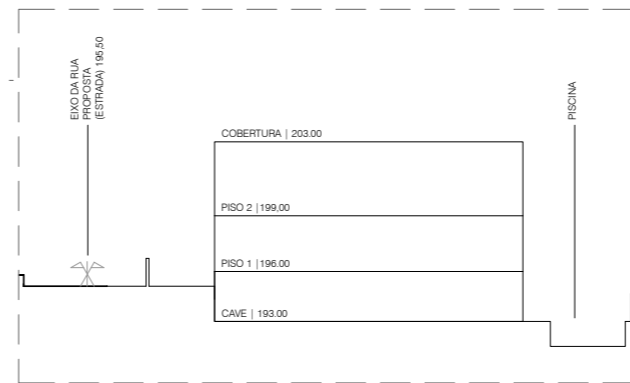 EIXO DA RUA
PROPOSTA
(ESTRADA) 195,50
PISCINA
COBERTURA | 203.00
PISO 2 | 199,00
PISO 1 | 196.00
CAVE | 193.00